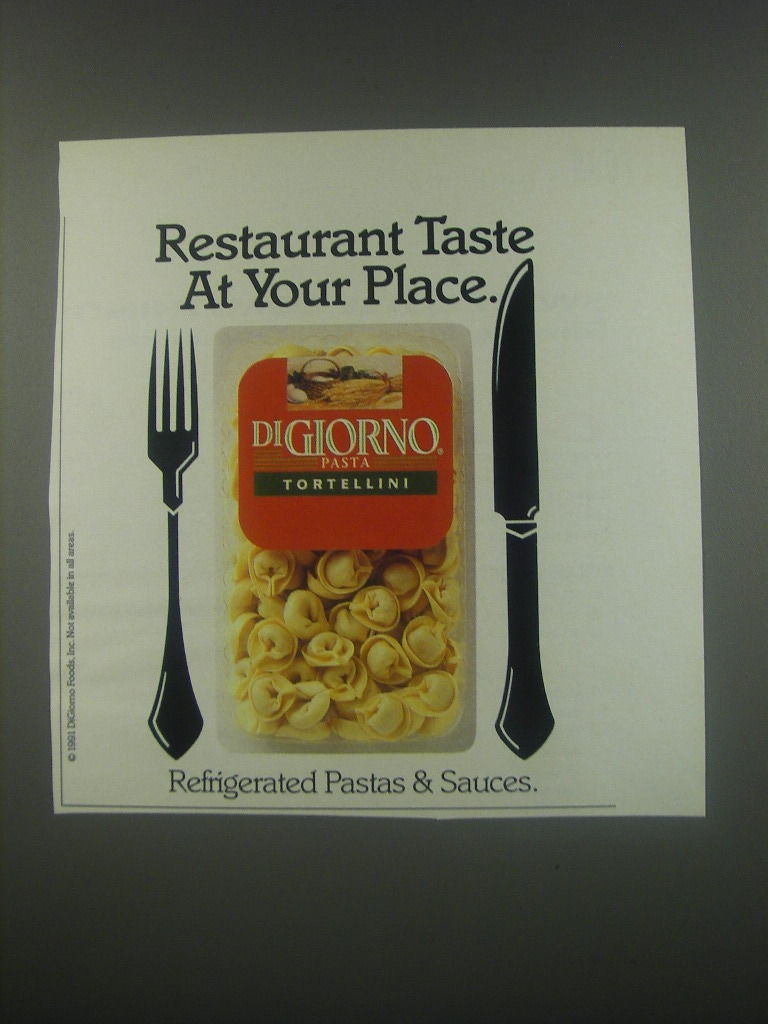 Restaurant Taste
At Your Place.
DIGIORNO®
PASTA
TORTELLINI
Refrigerated Pastas & Sauces.
© 1991 DiGiorno Foods, Inc. Not available in all areas.